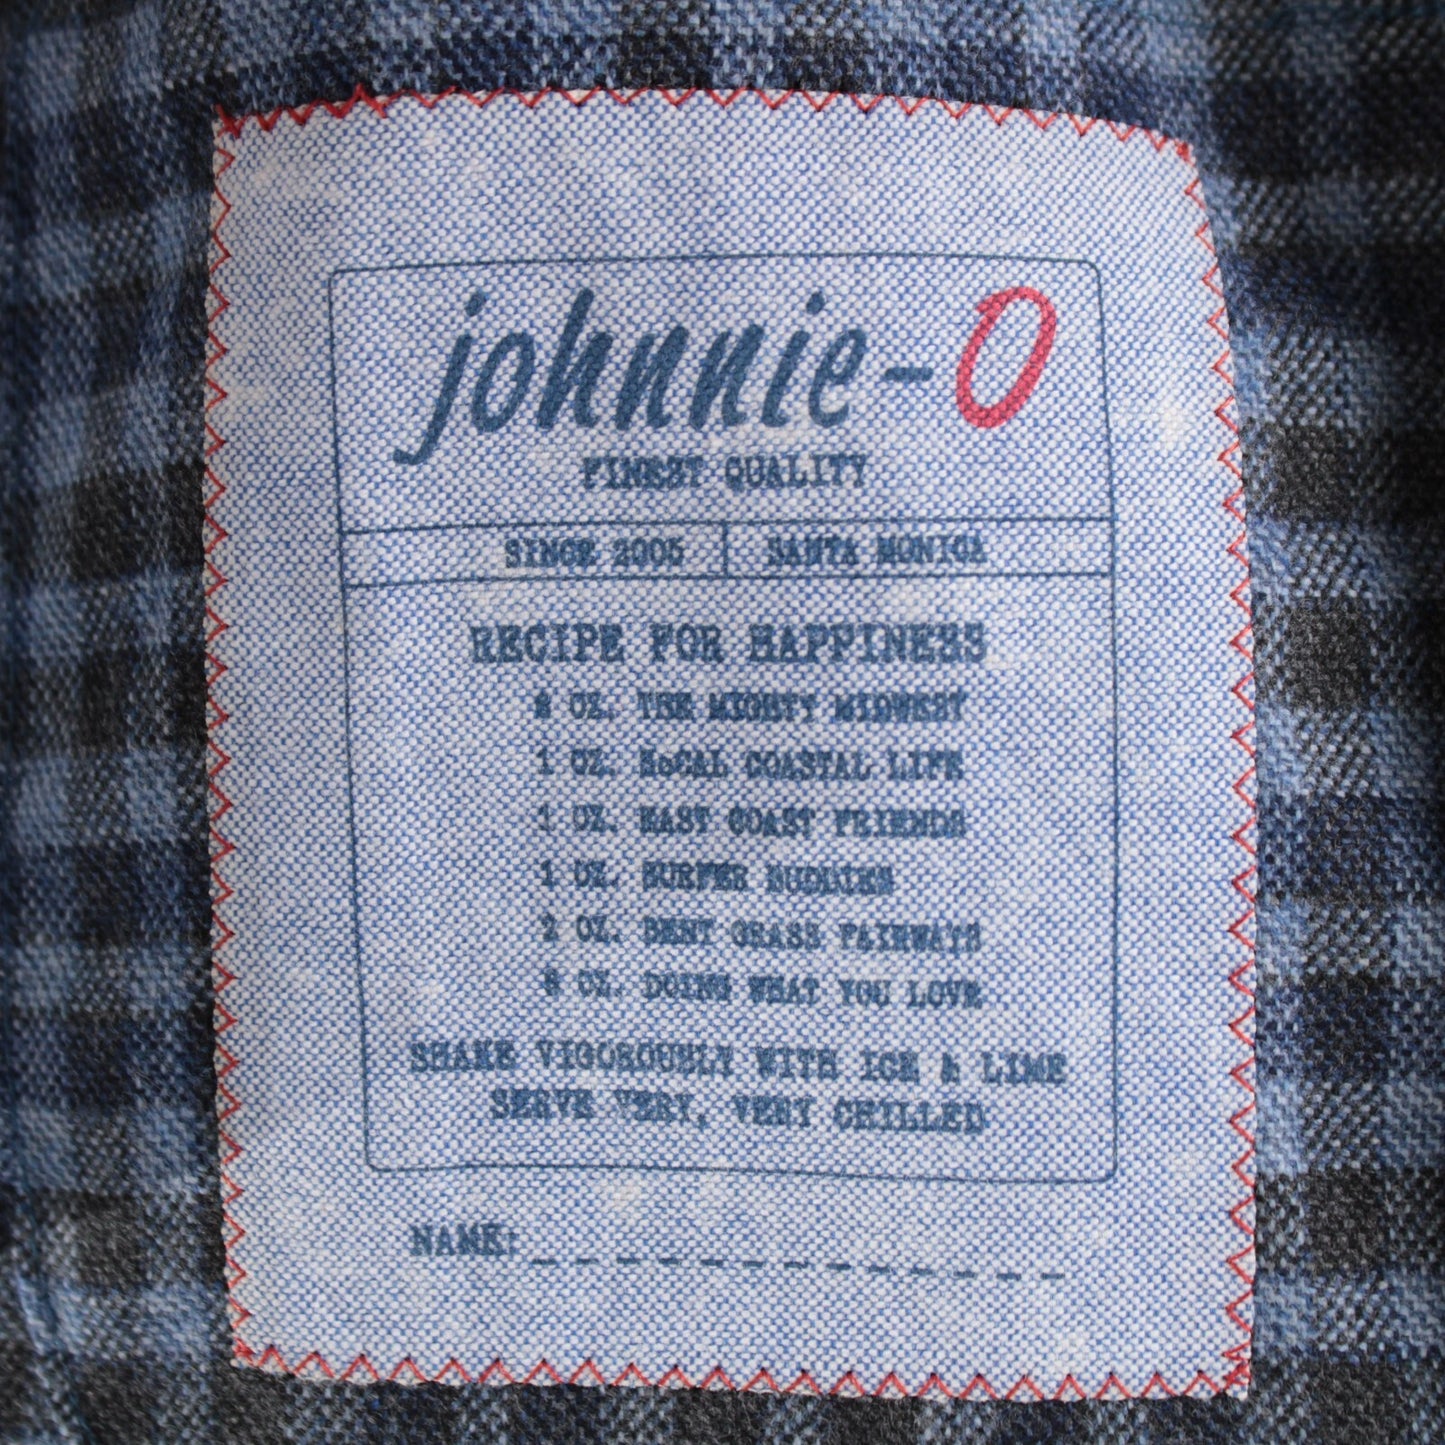 johnnie-O
FINEST QUALITY
SINCE 2005 SANTA MONICA
RECIPE FOR HAPPINESS
OZ. THE MIGHTY MIDWEST
1 OZ. SoCAL COASTAL LIFE
1 OZ. EAST COAST FRIENDS
1 OZ. SURFER BUDDIES
2 OZ. BENT GRASS FAIRWAYS
OZ. DOING WHAT YOU LOVE
SHAKE VIGOROUSLY WITH ICE & LIME
SERVE VERY, VERY CHILLED
NAME: